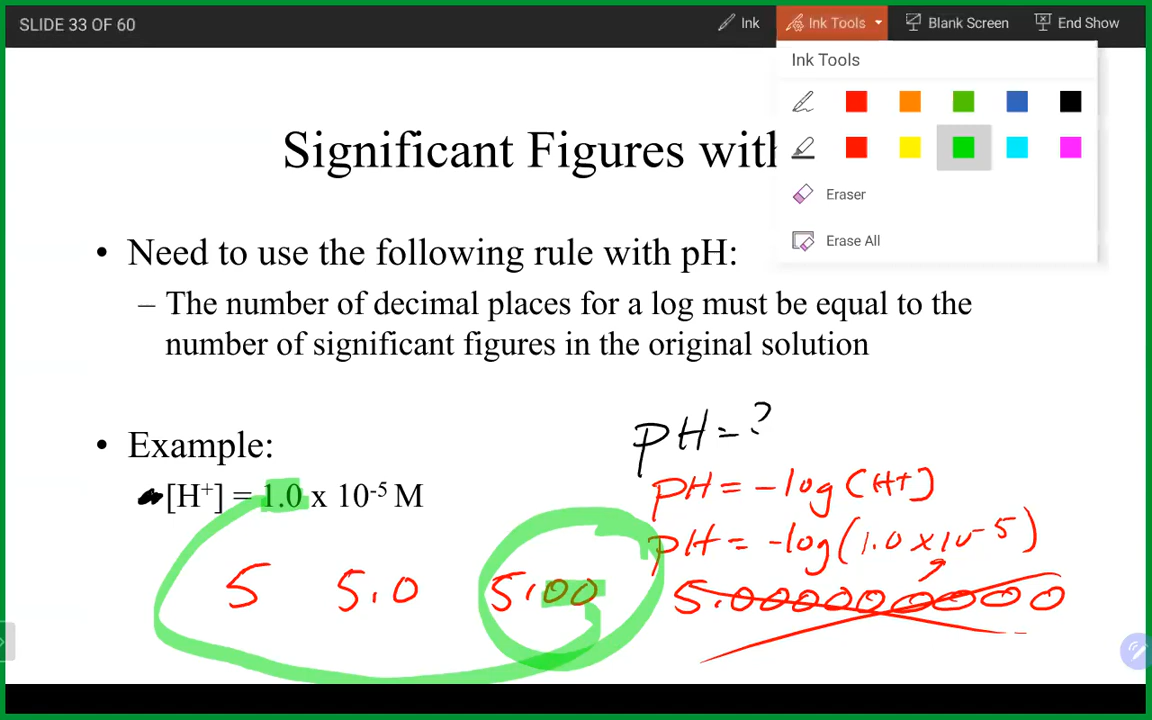 SLIDE 33 OF 60
Ink
Ink Tools
Blank Screen
End Show
Ink Tools
Eraser
Erase All
Significant Figures with
• Need to use the following rule with pH:
– The number of decimal places for a log must be equal to the
number of significant figures in the original solution
• Example:
[H⁺] = 1.0 x 10⁻⁵ M
pH = ?
pH = -log (H+)
pH = -log (1.0 x 10⁻⁵)
5 5.0 5.00 5.0000000000